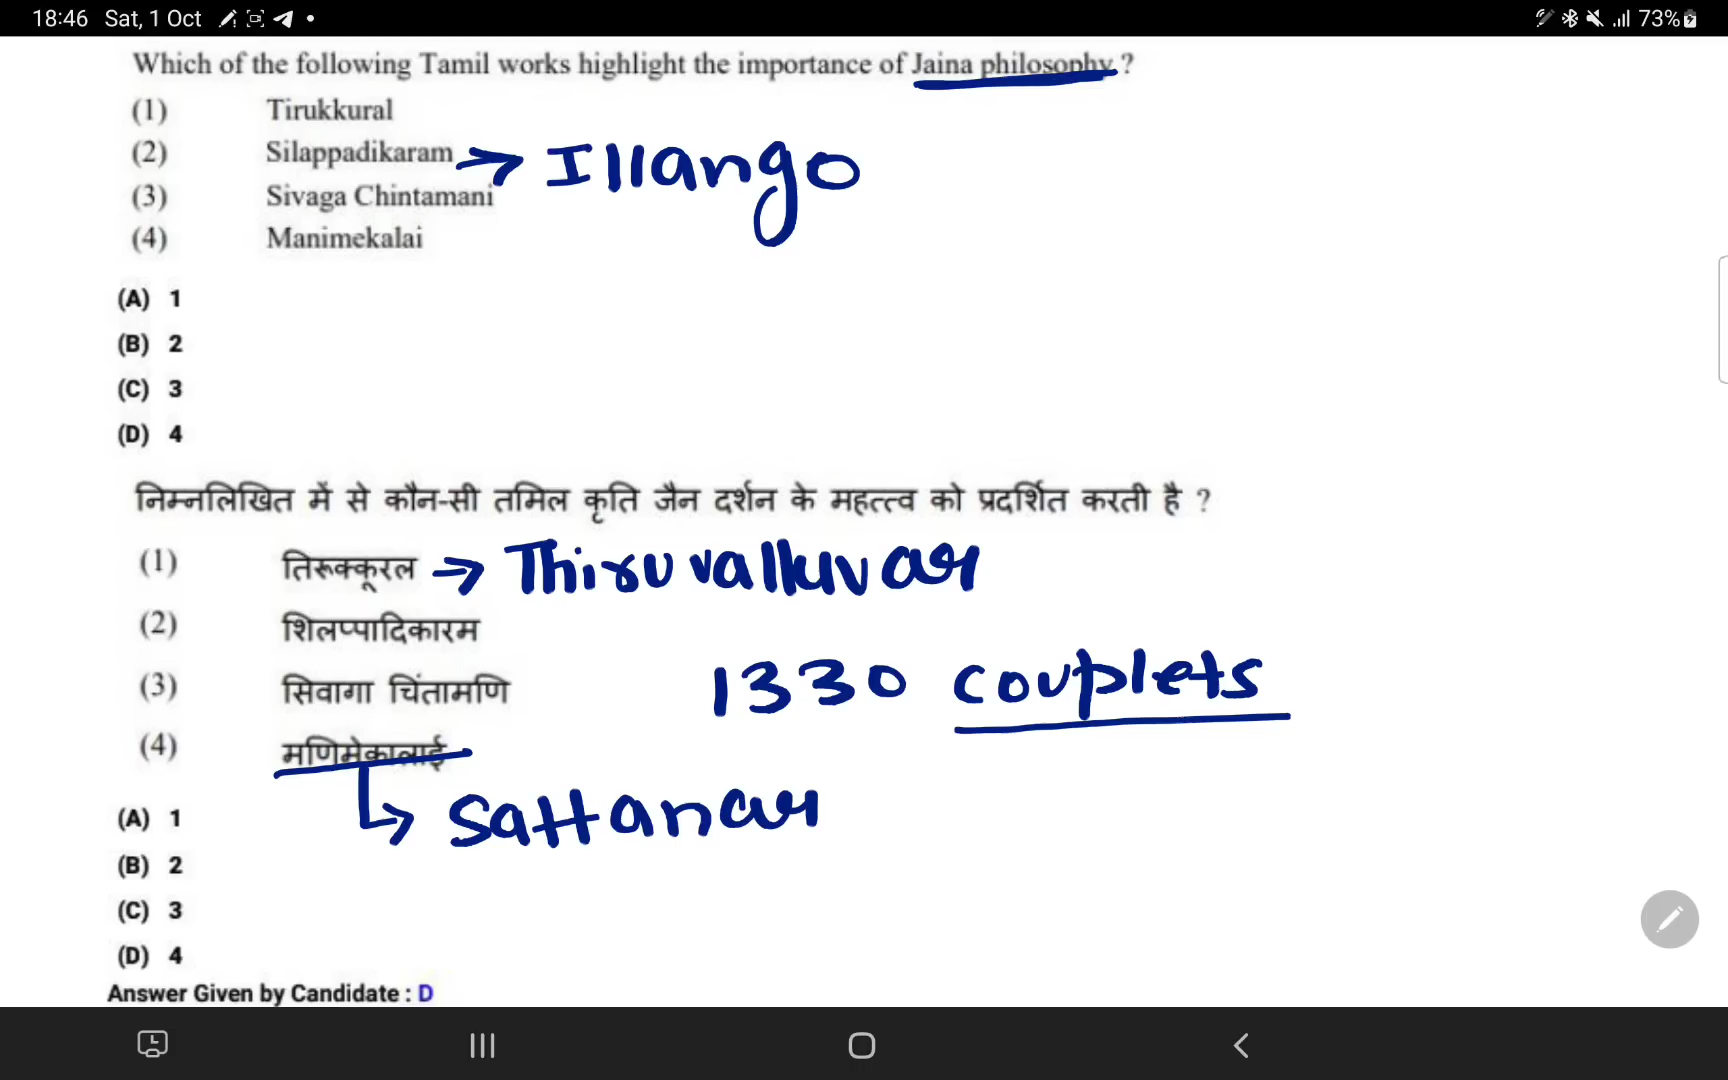 18:46 Sat, 1 Oct 73%
Which of the following Tamil works highlight the importance of Jaina philosophy ?
(1) Tirukkural
(2) Silappadikaram → Illango
(3) Sivaga Chintamani
(4) Manimekalai
(A) 1
(B) 2
(C) 3
(D) 4
निम्नलिखित में से कौन-सी तमिल कृति जैन दर्शन के महत्त्व को प्रदर्शित करती है ?
(1) तिरूक्कूरल → Thiruvalluvar
(2) शिलप्पादिकारम
(3) सिवागा चिंतामणि 1330 couplets
(4) मणिमेकालाई
→ Sattanar
(A) 1
(B) 2
(C) 3
(D) 4
Answer Given by Candidate : D